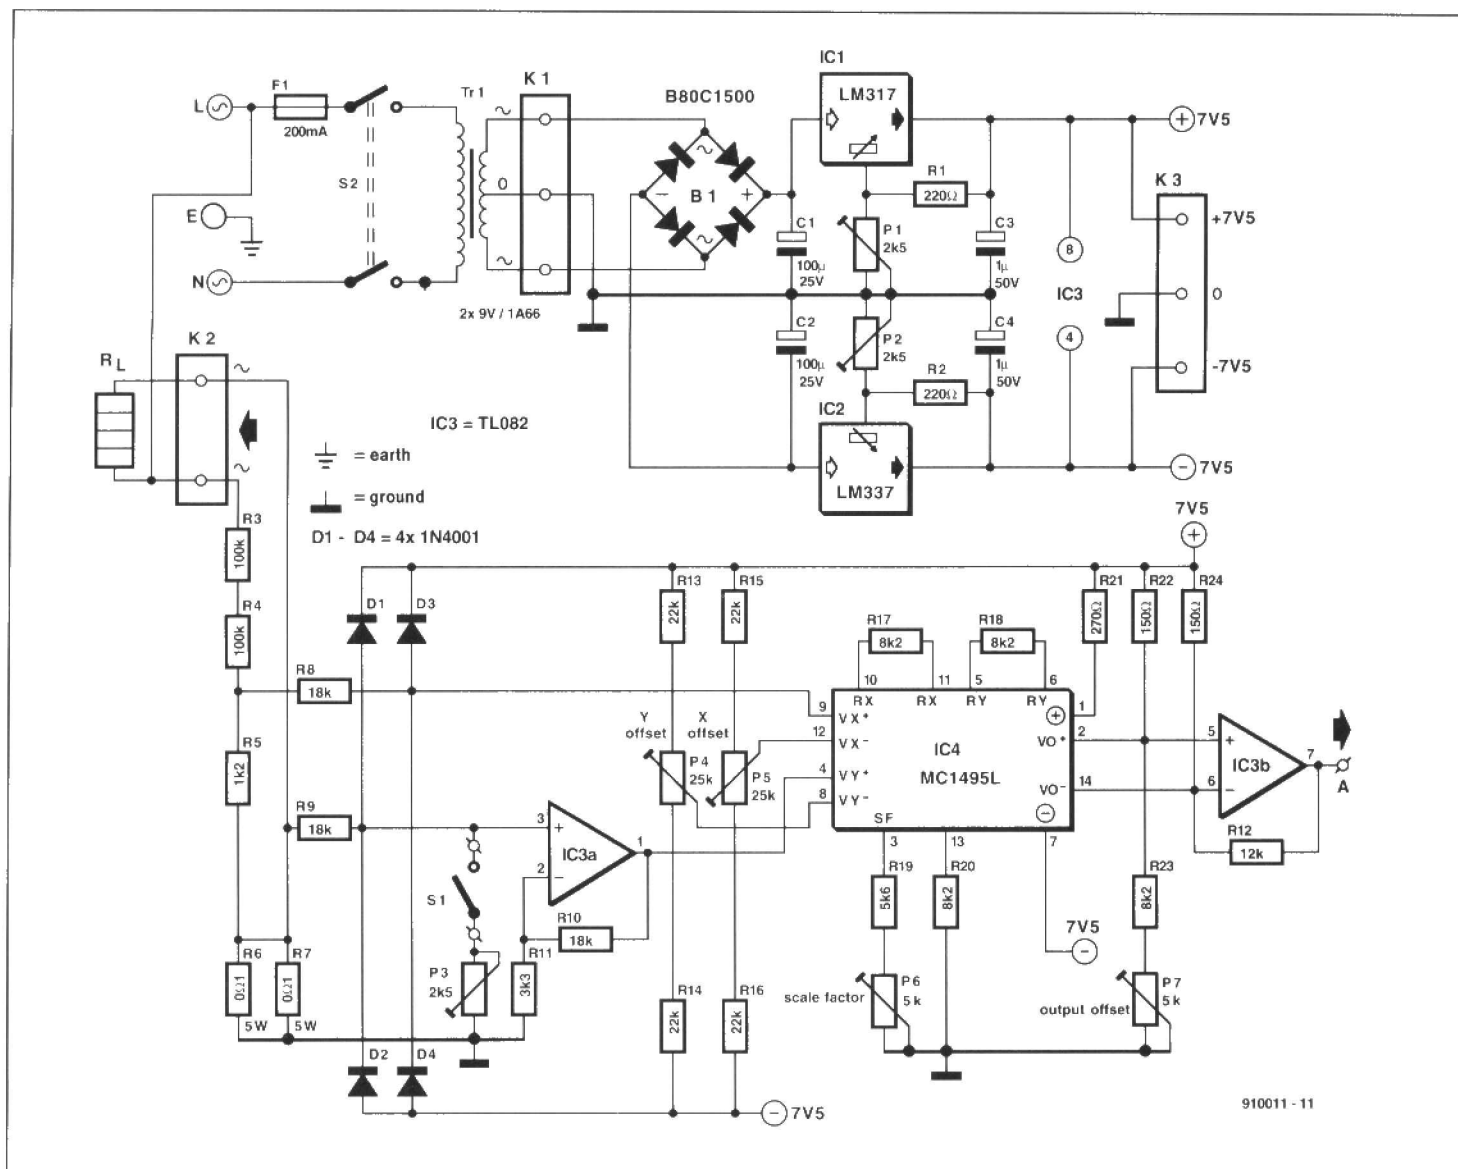 L
F1
200mA
S2
E
N
Tr1
K1
0
2x 9V / 1A66
B80C1500
B1
−
+
IC1
LM317
R1
220Ω
C1
100µ
25V
P1
2k5
C3
1µ
50V
C2
100µ
25V
P2
2k5
C4
1µ
50V
R2
220Ω
IC2
LM337
8
IC3
4
+
7V5
K3
+7V5
0
-7V5
−
7V5
RL
K2
IC3 = TL082
= earth
= ground
D1 - D4 = 4x 1N4001
R3
100k
R4
100k
R8
18k
R5
1k2
R9
18k
R6
0Ω1
5W
R7
0Ω1
5W
D1
D3
D2
D4
S1
P3
2k5
3
+
2
−
IC3a
1
R10
18k
R11
3k3
R13
22k
R15
22k
Y
offset
X
offset
P4
25k
P5
25k
R14
22k
R16
22k
−
7V5
R17
8k2
R18
8k2
10
11
5
6
RX
RX
RY
RY
9
VX+
12
VX−
4
VY+
8
VY−
IC4
MC1495L
+
1
VO+
2
VO−
14
−
SF
3
13
7
R19
5k6
R20
8k2
P6
5k
scale factor
7V5
−
7V5
+
R21
270Ω
R22
150Ω
R24
150Ω
5
+
6
−
IC3b
7
A
R12
12k
R23
8k2
P7
5k
output offset
910011 - 11